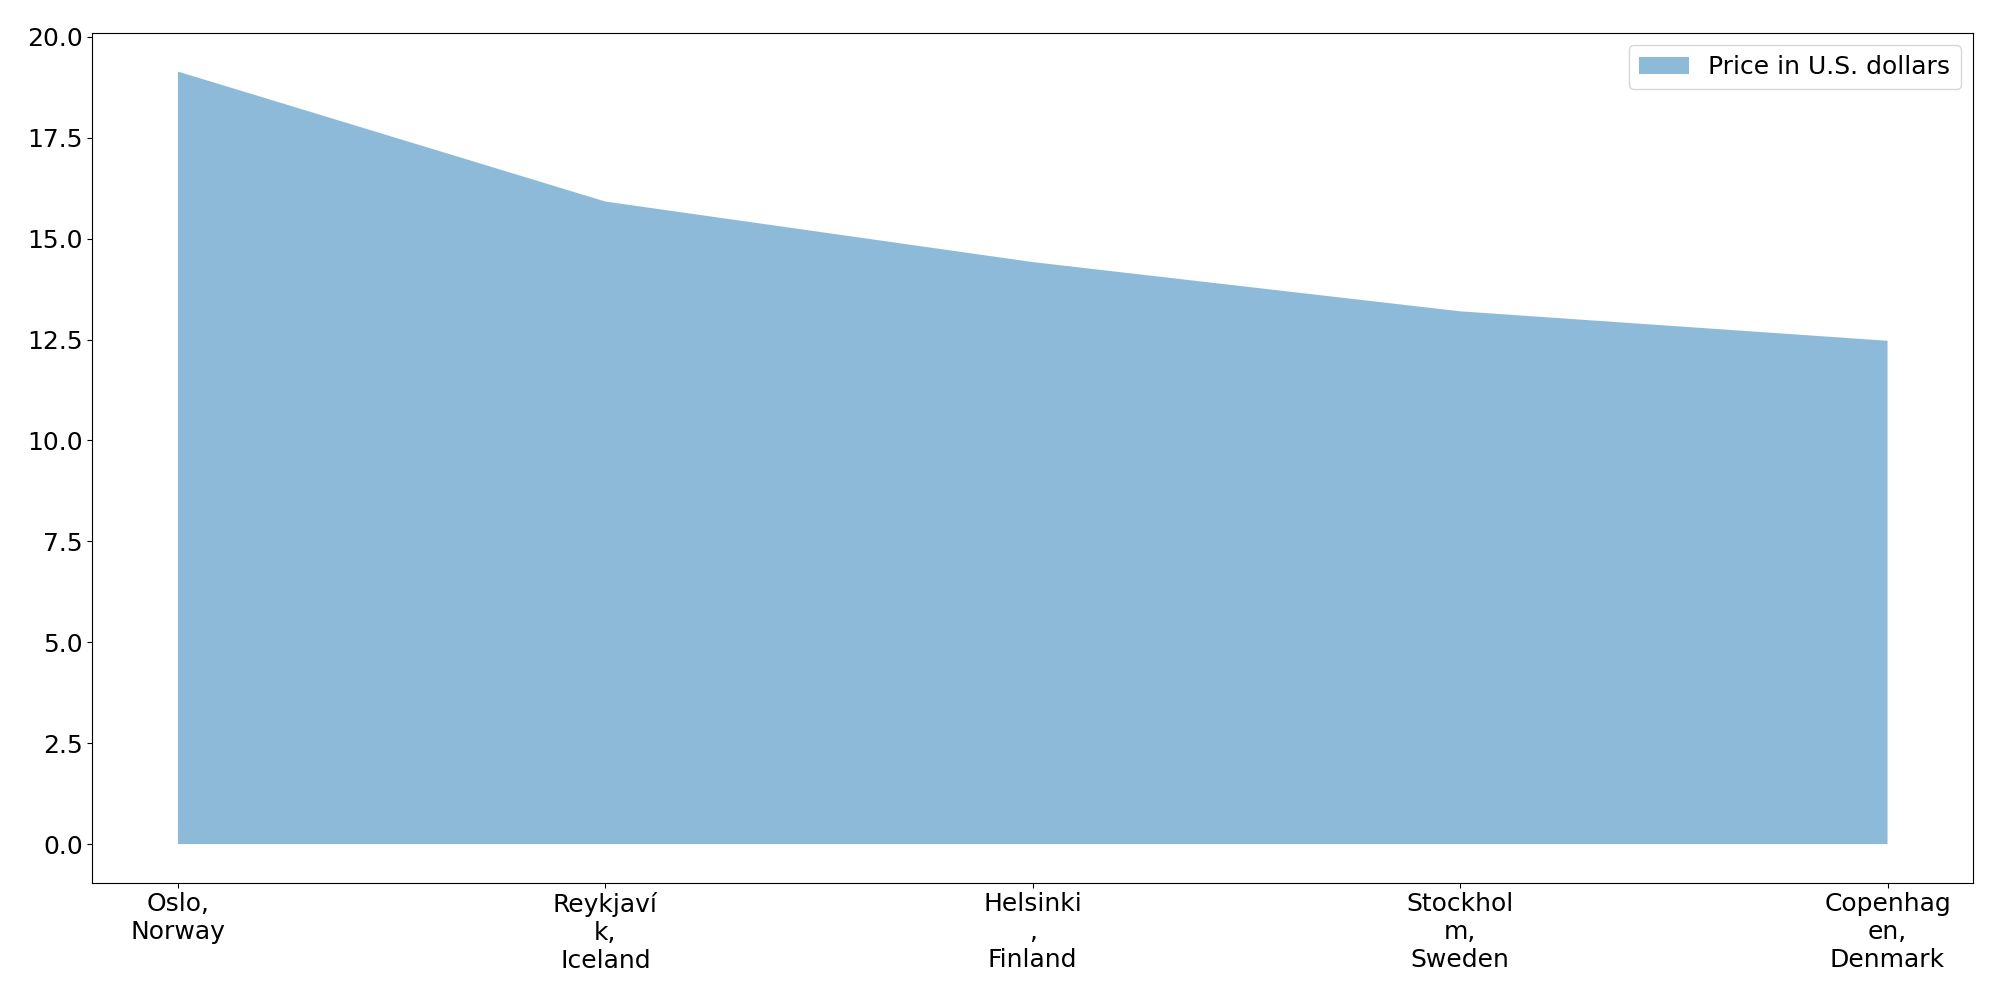 20.0
17.5
15.0
12.5
10.0
7.5
5.0
2.5
0.0
Price in U.S. dollars
Oslo,
Norway
Reykjaví
k,
Iceland
Helsinki
,
Finland
Stockhol
m,
Sweden
Copenhag
en,
Denmark